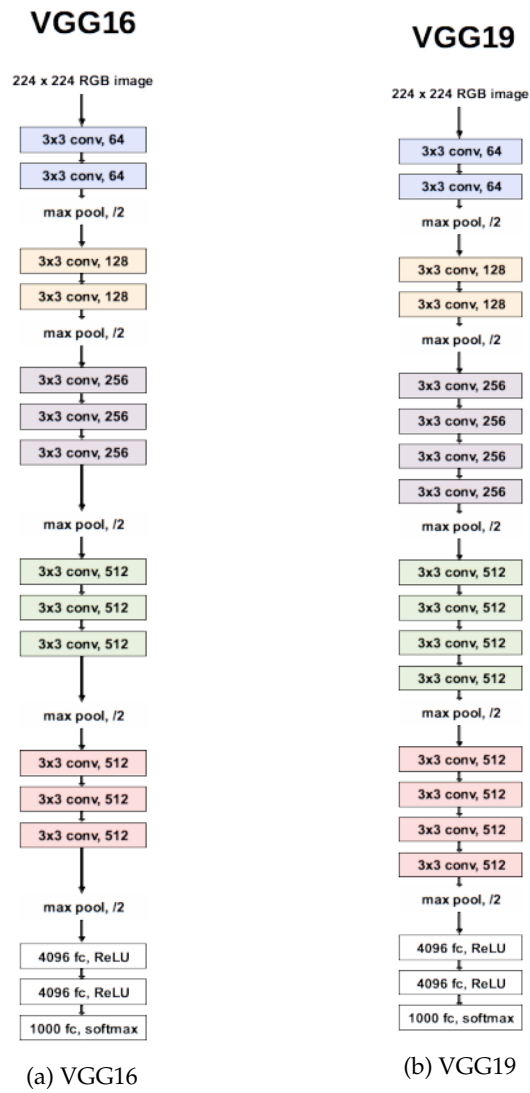 VGG16
224 x 224 RGB image
3x3 conv, 64
3x3 conv, 64
max pool, /2
3x3 conv, 128
3x3 conv, 128
max pool, /2
3x3 conv, 256
3x3 conv, 256
3x3 conv, 256
max pool, /2
3x3 conv, 512
3x3 conv, 512
3x3 conv, 512
max pool, /2
3x3 conv, 512
3x3 conv, 512
3x3 conv, 512
max pool, /2
4096 fc, ReLU
4096 fc, ReLU
1000 fc, softmax
(a) VGG16
VGG19
224 x 224 RGB image
3x3 conv, 64
3x3 conv, 64
max pool, /2
3x3 conv, 128
3x3 conv, 128
max pool, /2
3x3 conv, 256
3x3 conv, 256
3x3 conv, 256
3x3 conv, 256
max pool, /2
3x3 conv, 512
3x3 conv, 512
3x3 conv, 512
3x3 conv, 512
max pool, /2
3x3 conv, 512
3x3 conv, 512
3x3 conv, 512
3x3 conv, 512
max pool, /2
4096 fc, ReLU
4096 fc, ReLU
1000 fc, softmax
(b) VGG19